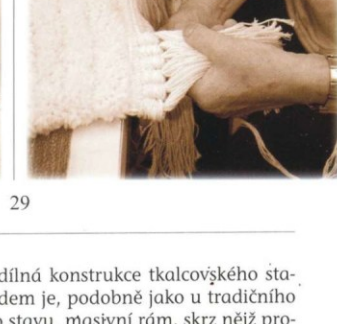 29
dílná konstrukce tkalcovského sta-
dem je, podobně jako u tradičního
o stavu, masivní rám, skrz nějž pro-